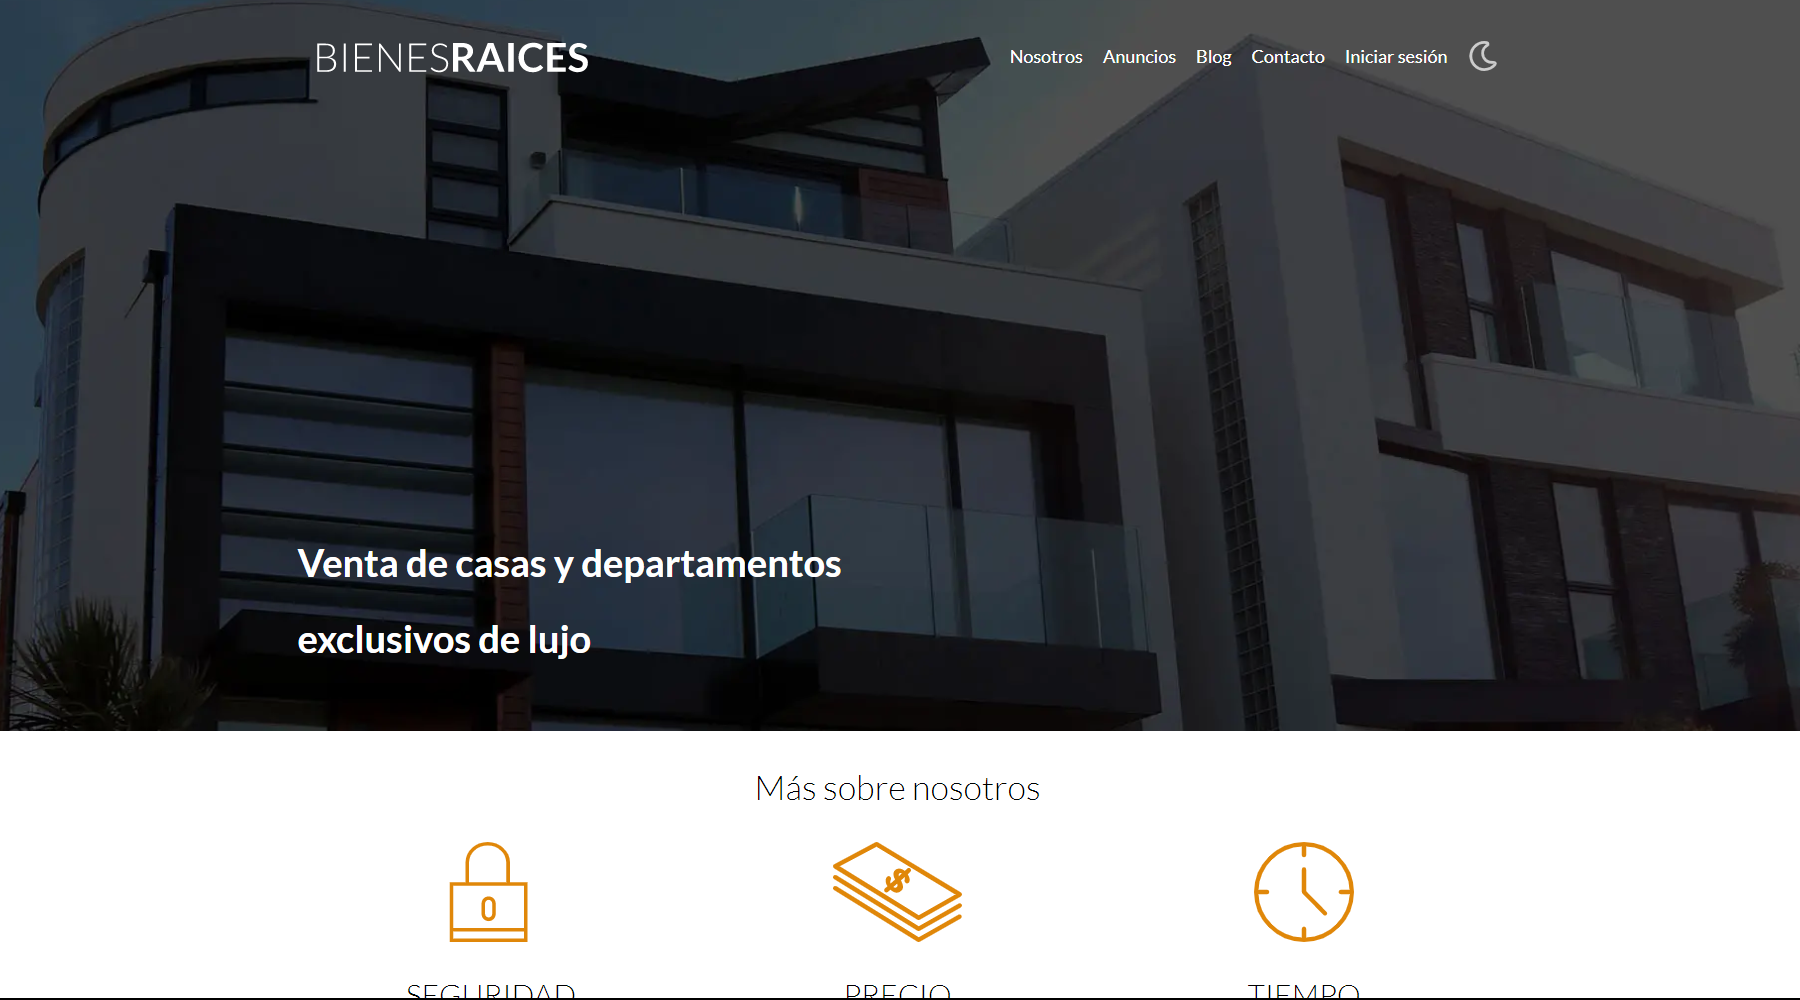 BIENESRAICES
Nosotros Anuncios Blog Contacto Iniciar sesión
Venta de casas y departamentos
exclusivos de lujo
Más sobre nosotros
$
0
SEGURIDAD PRECIO TIEMPO